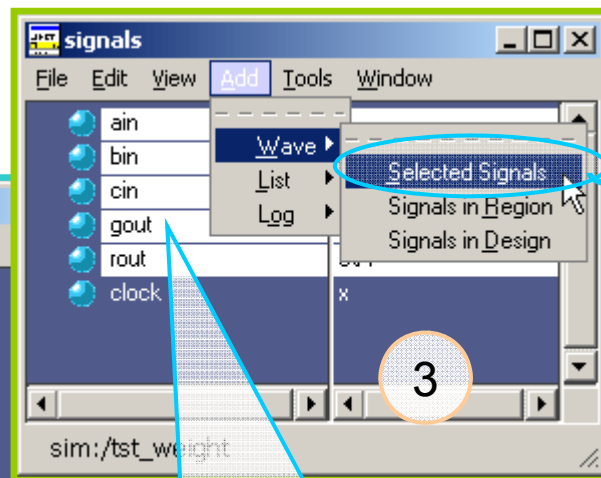 signals
File Edit View Add Tools Window
ain
bin
cin
gout
rout
clock x
Wave
List
Log
Selected Signals
Signals in Region
Signals in Design
3
sim:/tst_weight